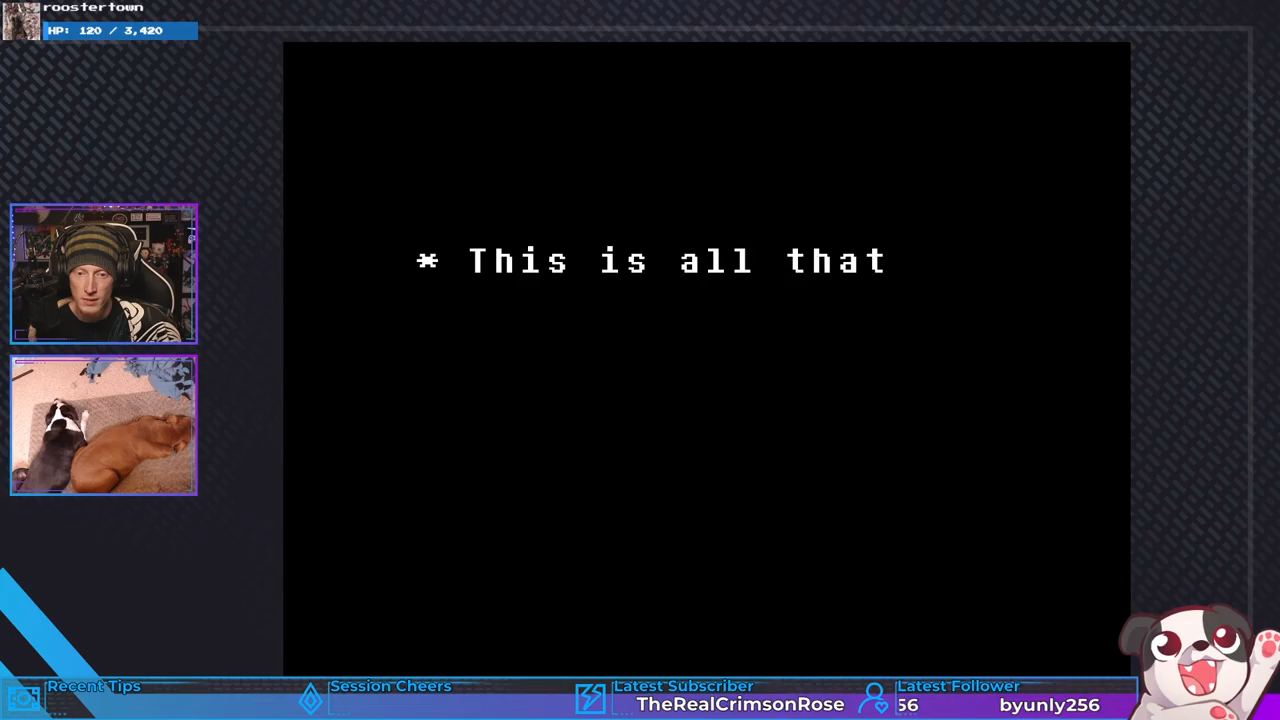 roostertown
HP: 120 / 3,420
* This is all that
Recent Tips
Session Cheers
Latest Subscriber
TheRealCrimsonRose
Latest Follower
56 byunly256